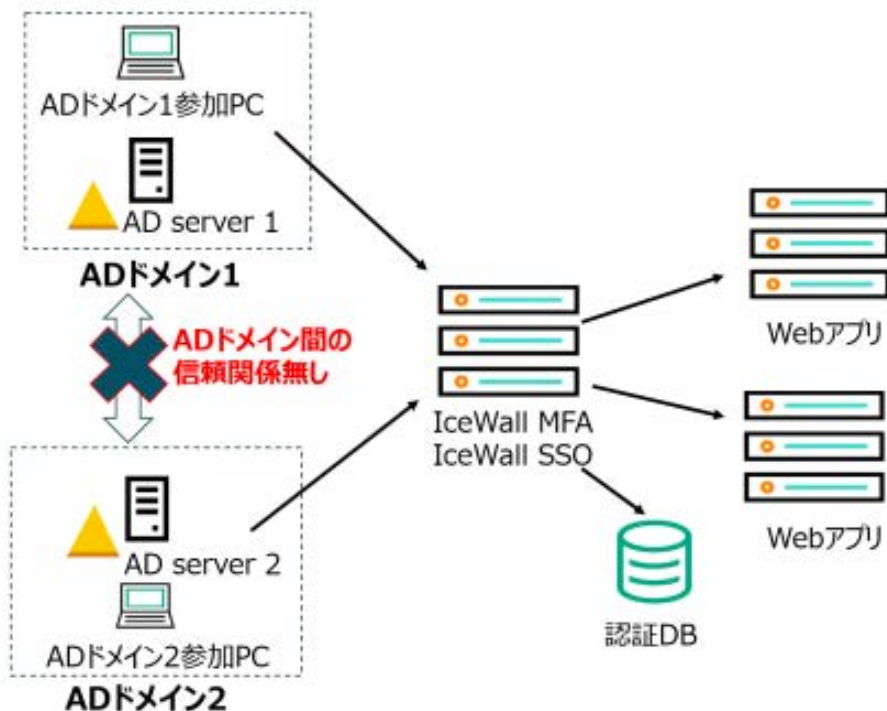 ADドメイン1参加PC
AD server 1
ADドメイン1
ADドメイン間の
信頼関係無し
AD server 2
ADドメイン2参加PC
ADドメイン2
IceWall MFA
IceWall SSO
認証DB
Webアプリ
Webアプリ